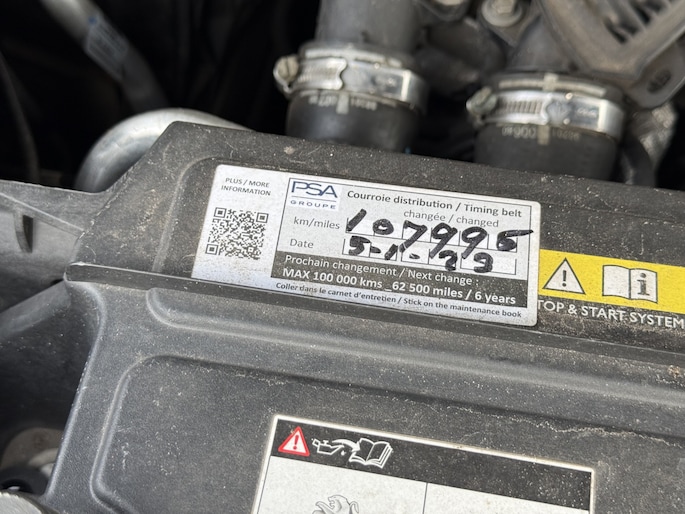 PLUS / MORE
INFORMATION
PSA
GROUPE
Courroie distribution / Timing belt
changée / changed
km/miles 107995
Date 5-1-23
Prochain changement / Next change :
MAX 100 000 kms _62 500 miles / 6 years
Coller dans le carnet d'entretien / Stick on the maintenance book
TOP & START SYSTEM